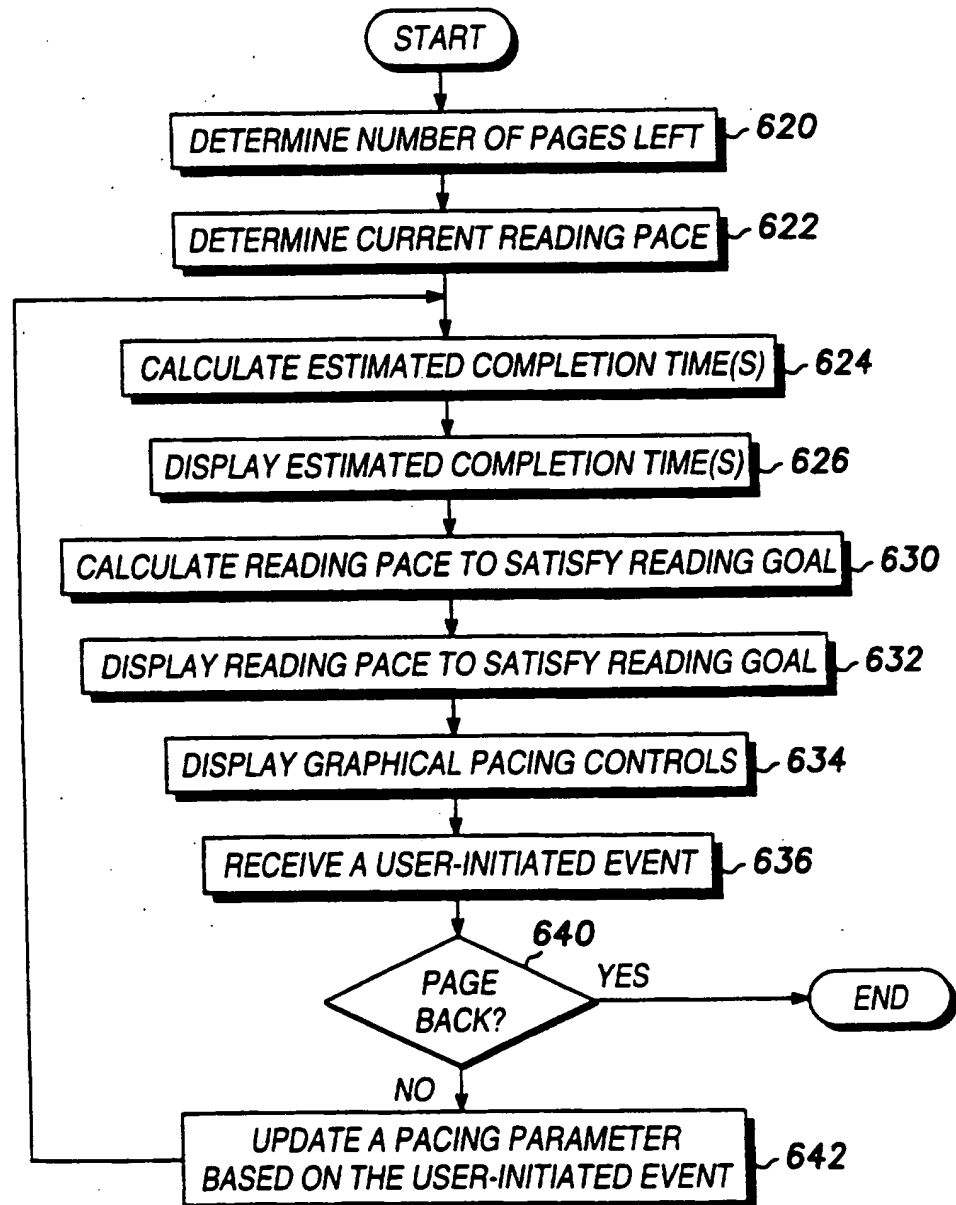 START
DETERMINE NUMBER OF PAGES LEFT 620
DETERMINE CURRENT READING PACE 622
CALCULATE ESTIMATED COMPLETION TIME(S) 624
DISPLAY ESTIMATED COMPLETION TIME(S) 626
CALCULATE READING PACE TO SATISFY READING GOAL 630
DISPLAY READING PACE TO SATISFY READING GOAL 632
DISPLAY GRAPHICAL PACING CONTROLS 634
RECEIVE A USER-INITIATED EVENT 636
640
PAGE
BACK?
YES
END
NO
UPDATE A PACING PARAMETER
BASED ON THE USER-INITIATED EVENT 642